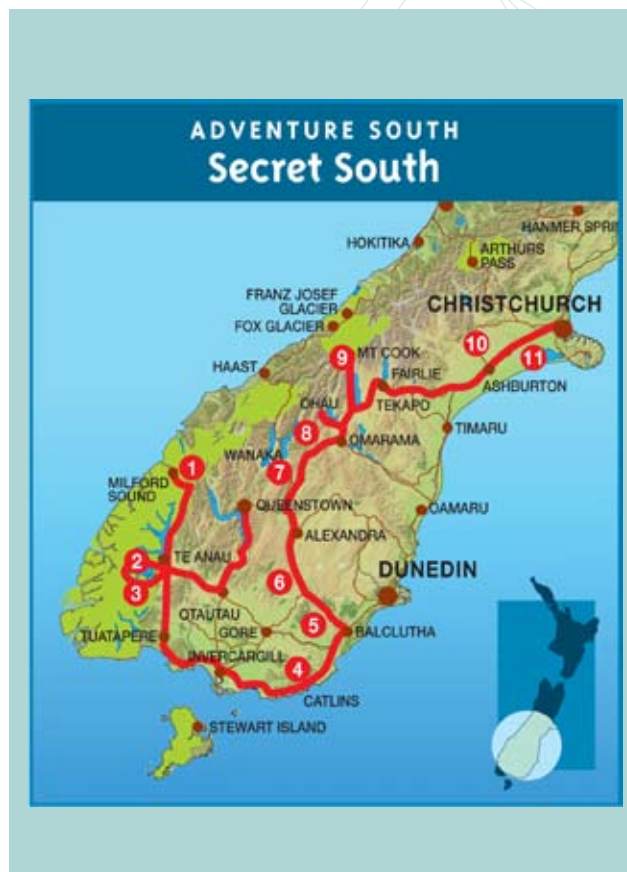 ADVENTURE SOUTH
Secret South
HANMER SPRI
HOKITIKA
ARTHURS
PASS
FRANZ JOSEF
GLACIER
FOX GLACIER
CHRISTCHURCH
10
9
MT COOK
11
HAAST
FAIRLIE
ASHBURTON
TEKAPO
OHAU
8
TIMARU
OMARAMA
WANAKA
7
1
MILFORD
SOUND
QUEENSTOWN
OAMARU
ALEXANDRA
2
TE ANAU
DUNEDIN
6
3
OTAUTAU
5
TUATAPERE
GORE
BALCLUTHA
INVERCARGILL
4
CATLINS
STEWART ISLAND